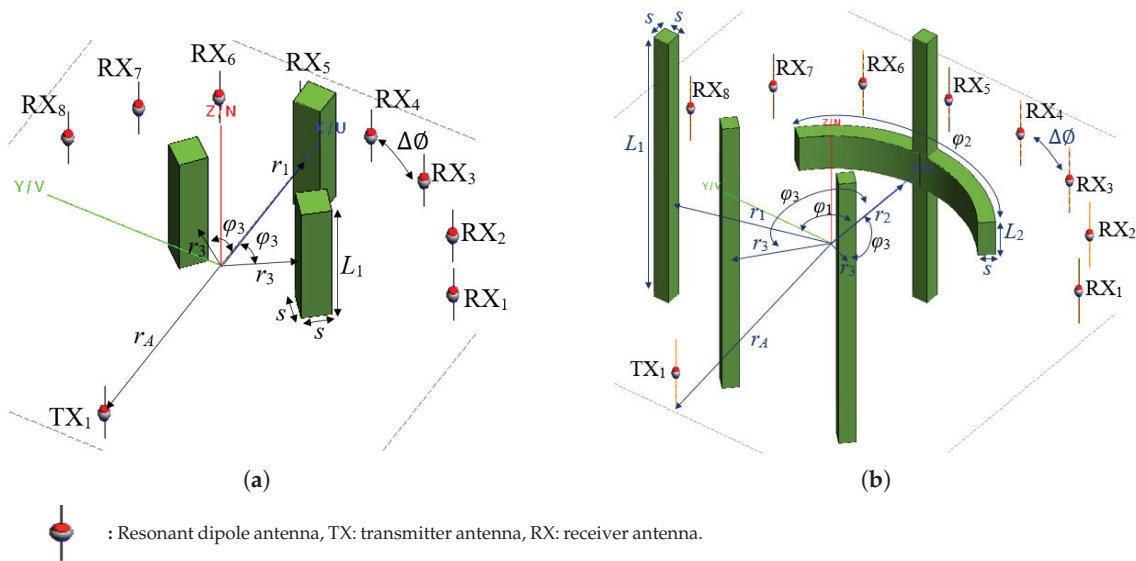 RX₆
RX₅
RX₇
RX₄
RX₈
Z / N
X / U
ΔØ
r₁
RX₃
Y / V
φ₃
φ₃
RX₂
r₃
r₃
L₁
RX₁
s
s
r_A
TX₁
(a)
s
s
RX₇
RX₆
RX₈
RX₅
RX₄
L₁
Z / N
φ₂
ΔØ
RX₃
Y / V
φ₃
r₁
φ₁
r₂
RX₂
r₃
φ₃
L₂
r₃
s
RX₁
r_A
TX₁
(b)
: Resonant dipole antenna, TX: transmitter antenna, RX: receiver antenna.